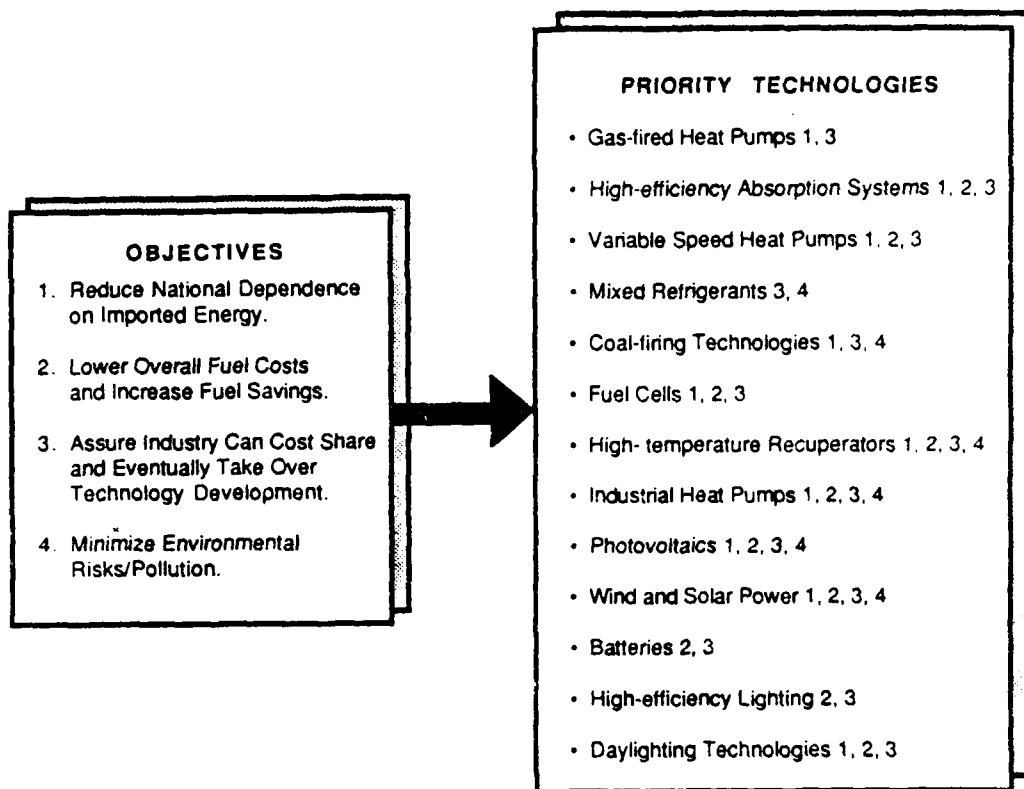 OBJECTIVES
1. Reduce National Dependence
on Imported Energy.
2. Lower Overall Fuel Costs
and Increase Fuel Savings.
3. Assure Industry Can Cost Share
and Eventually Take Over
Technology Development.
4. Minimize Environmental
Risks/Pollution.
PRIORITY TECHNOLOGIES
• Gas-fired Heat Pumps 1, 3
• High-efficiency Absorption Systems 1, 2, 3
• Variable Speed Heat Pumps 1, 2, 3
• Mixed Refrigerants 3, 4
• Coal-firing Technologies 1, 3, 4
• Fuel Cells 1, 2, 3
• High- temperature Recuperators 1, 2, 3, 4
• Industrial Heat Pumps 1, 2, 3, 4
• Photovoltaics 1, 2, 3, 4
• Wind and Solar Power 1, 2, 3, 4
• Batteries 2, 3
• High-efficiency Lighting 2, 3
• Daylighting Technologies 1, 2, 3